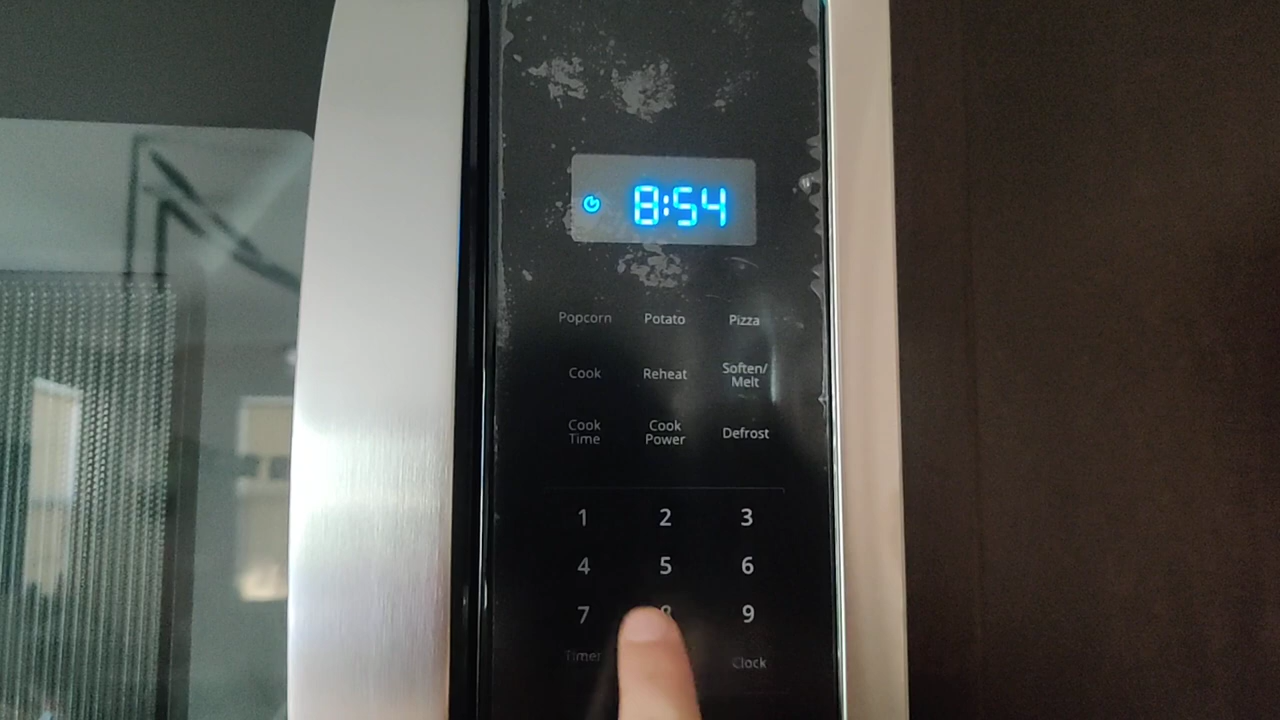 8:54
Popcorn Potato Pizza
Cook Reheat Soften/
Melt
Cook Cook Defrost
Time Power
1 2 3
4 5 6
7 8 9
Timer Clock